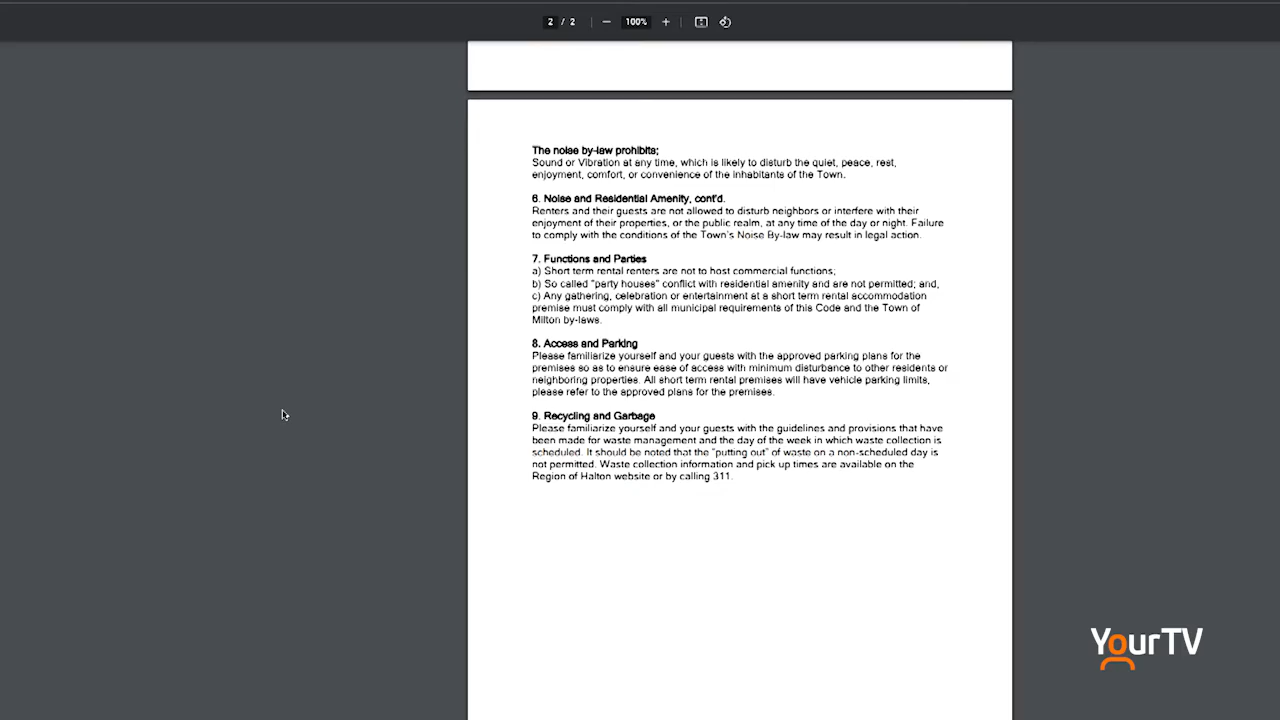 2 / 2 − 100% +
The noise by-law prohibits;
Sound or Vibration at any time, which is likely to disturb the quiet, peace, rest,
enjoyment, comfort, or convenience of the inhabitants of the Town.
6. Noise and Residential Amenity, cont'd.
Renters and their guests are not allowed to disturb neighbors or interfere with their
enjoyment of their properties, or the public realm, at any time of the day or night. Failure
to comply with the conditions of the Town's Noise By-law may result in legal action.
7. Functions and Parties
a) Short term rental renters are not to host commercial functions;
b) So called "party houses" conflict with residential amenity and are not permitted; and,
c) Any gathering, celebration or entertainment at a short term rental accommodation
premise must comply with all municipal requirements of this Code and the Town of
Milton by-laws.
8. Access and Parking
Please familiarize yourself and your guests with the approved parking plans for the
premises so as to ensure ease of access with minimum disturbance to other residents or
neighboring properties. All short term rental premises will have vehicle parking limits,
please refer to the approved plans for the premises.
9. Recycling and Garbage
Please familiarize yourself and your guests with the guidelines and provisions that have
been made for waste management and the day of the week in which waste collection is
scheduled. It should be noted that the "putting out" of waste on a non-scheduled day is
not permitted. Waste collection information and pick up times are available on the
Region of Halton website or by calling 311.
YourTV